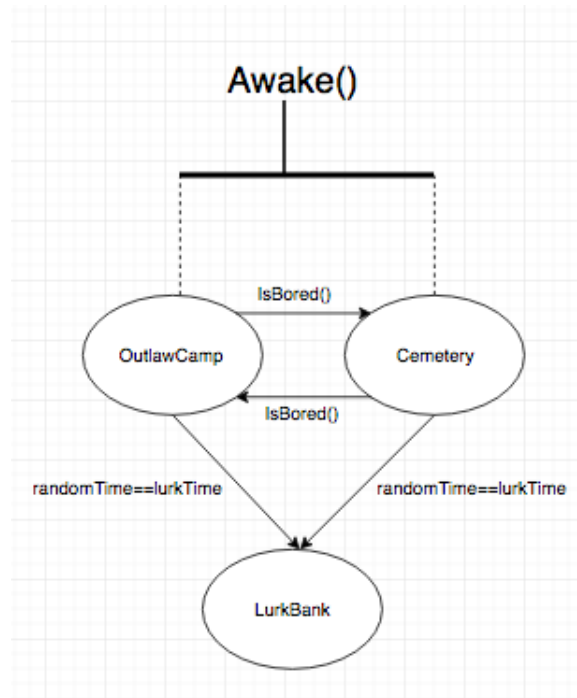 Awake()
IsBored()
OutlawCamp
Cemetery
IsBored()
randomTime==lurkTime
randomTime==lurkTime
LurkBank